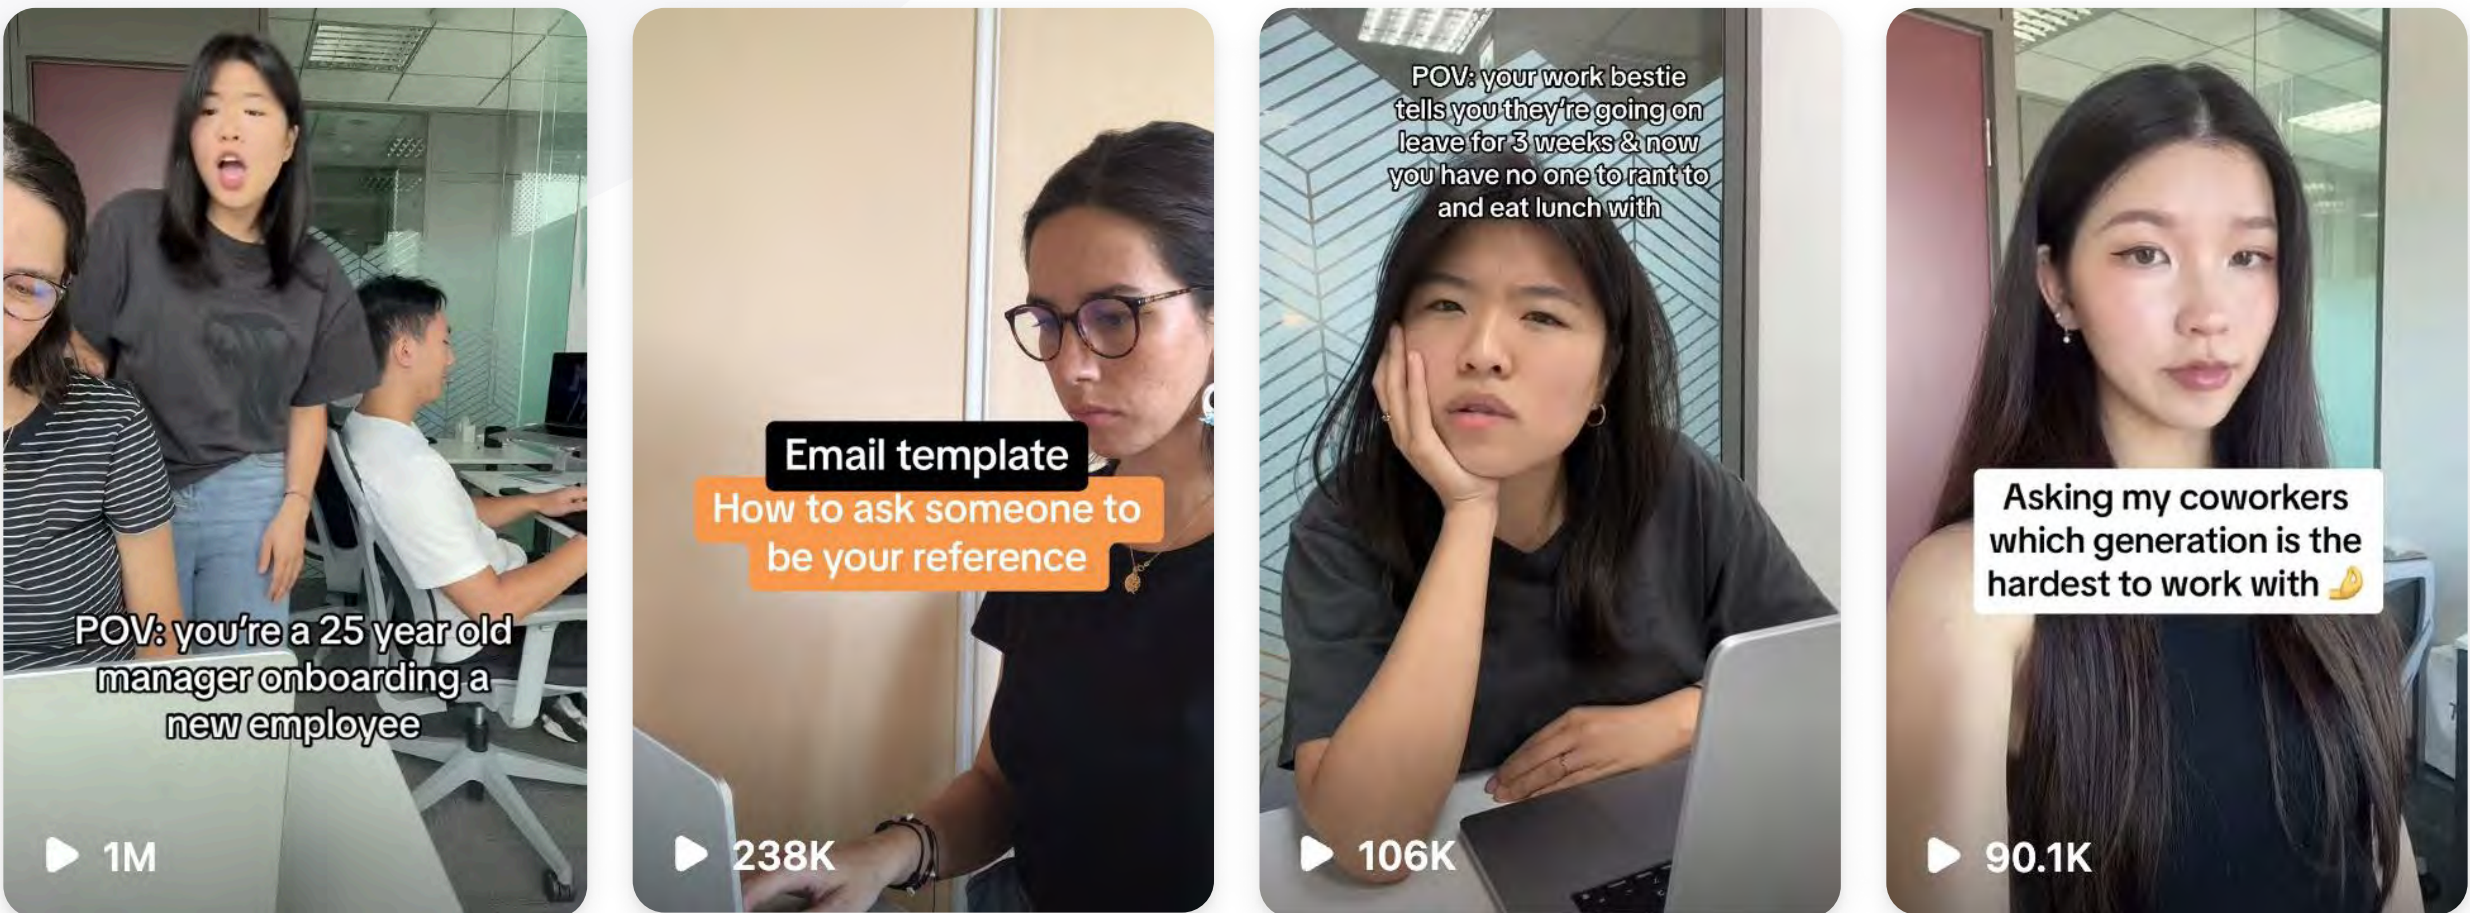 POV: you're a 25 year old
manager onboarding a
new employee
1M
Email template
How to ask someone to
be your reference
238K
POV: your work bestie
tells you they're going on
leave for 3 weeks & now
you have no one to rant to
and eat lunch with
106K
Asking my coworkers
which generation is the
hardest to work with 🫴
90.1K